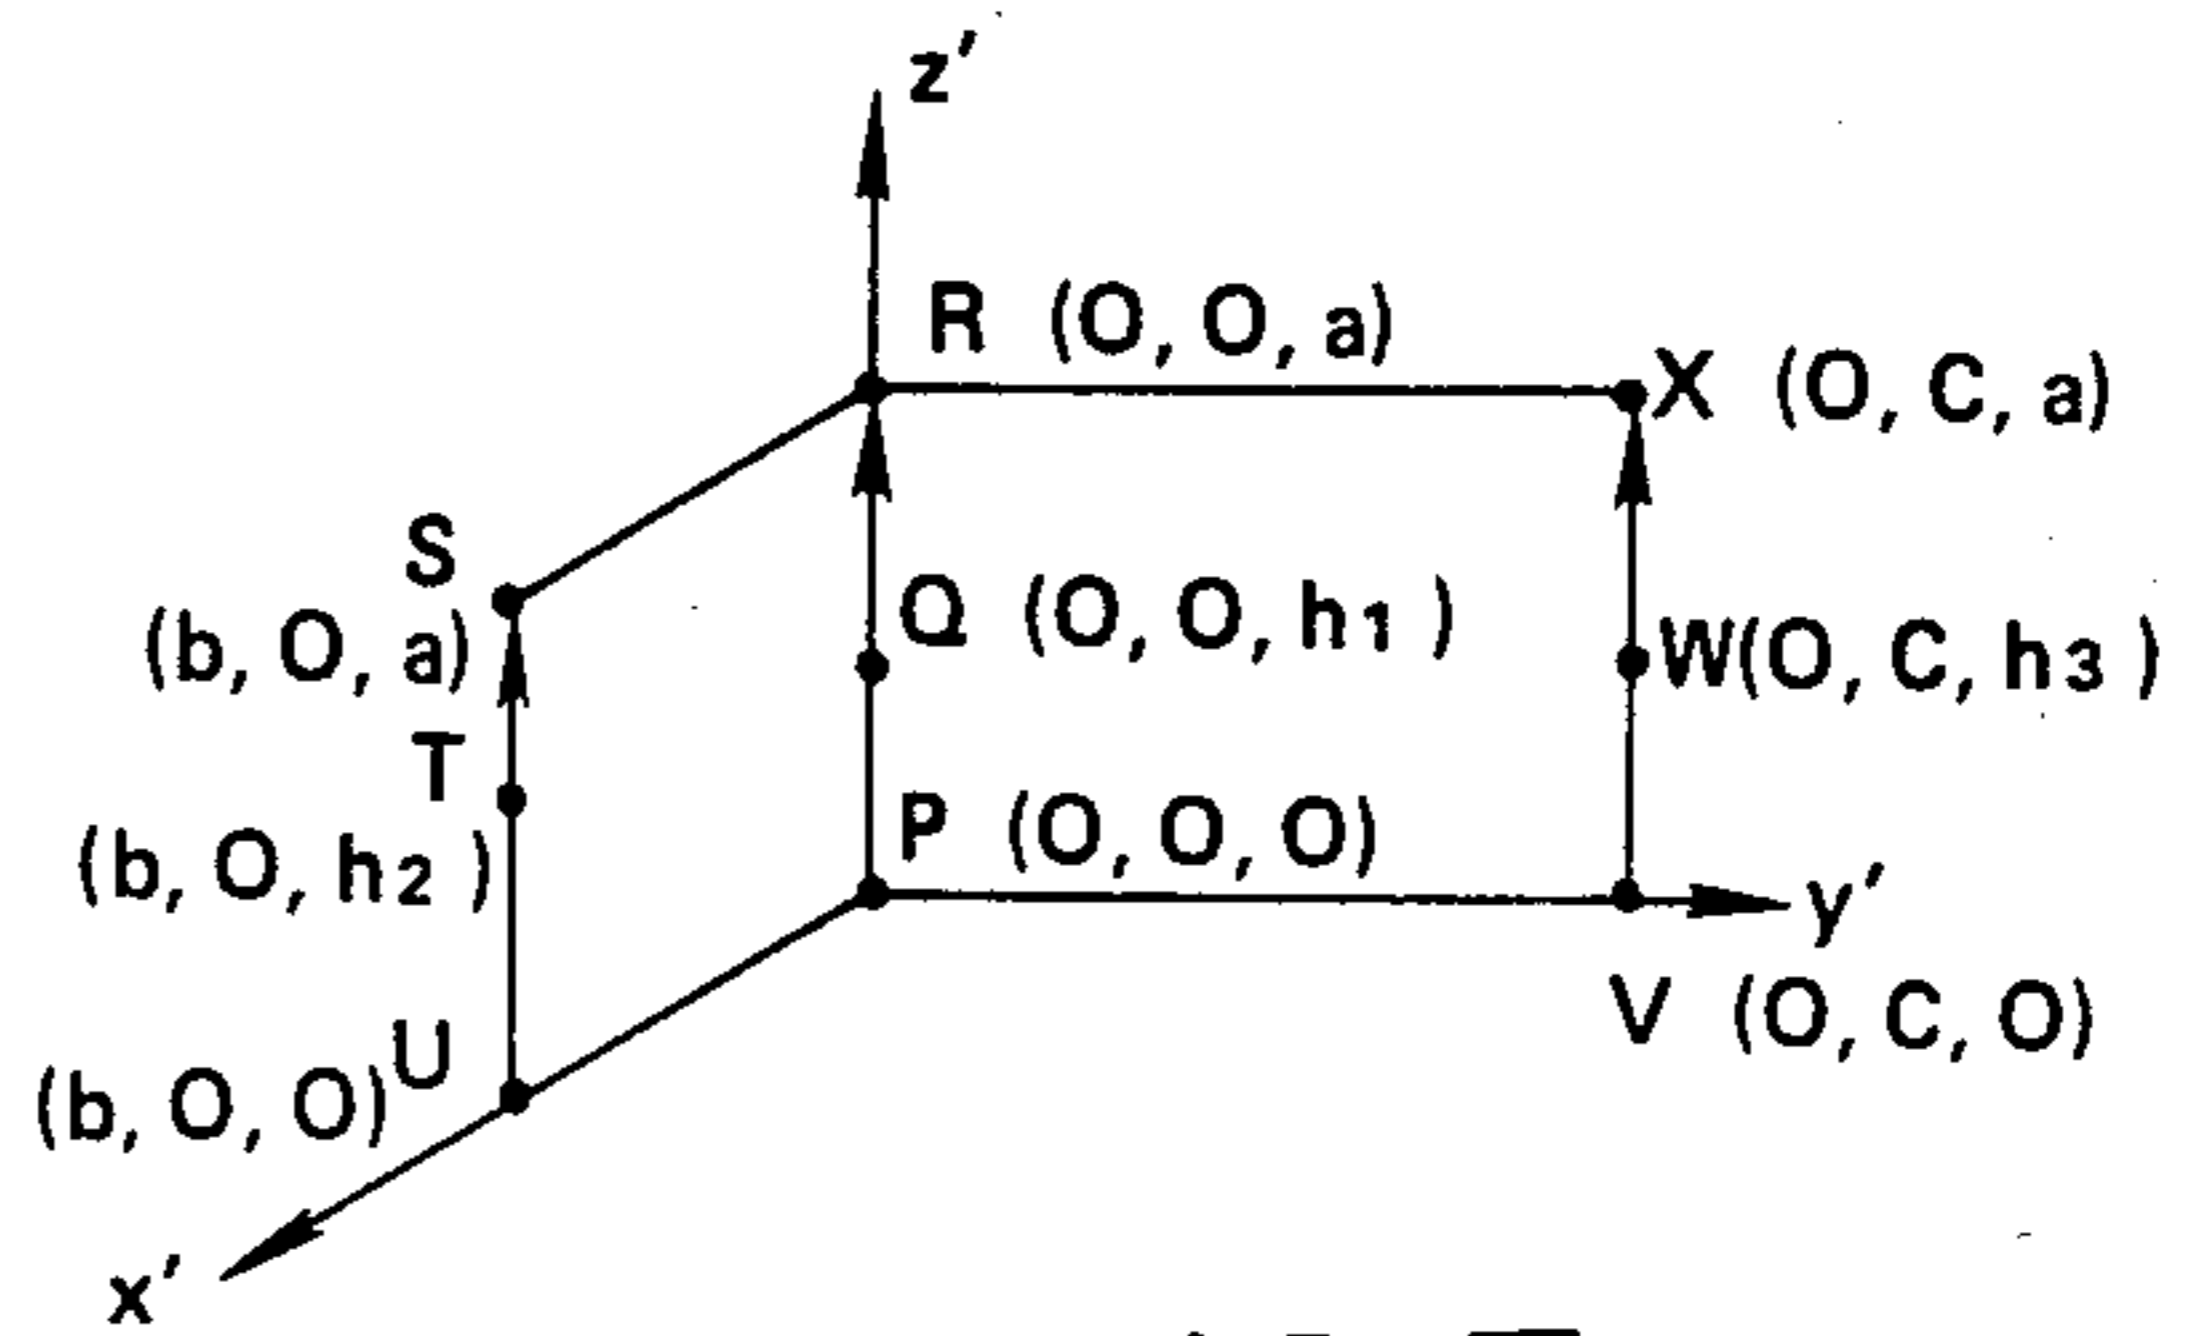 z'
R (O, O, a)
X (O, C, a)
S
(b, O, a)
Q (O, O, h1 )
W(O, C, h3 )
T
(b, O, h2 )
P (O, O, O)
y'
V (O, C, O)
U
(b, O, O)
x'